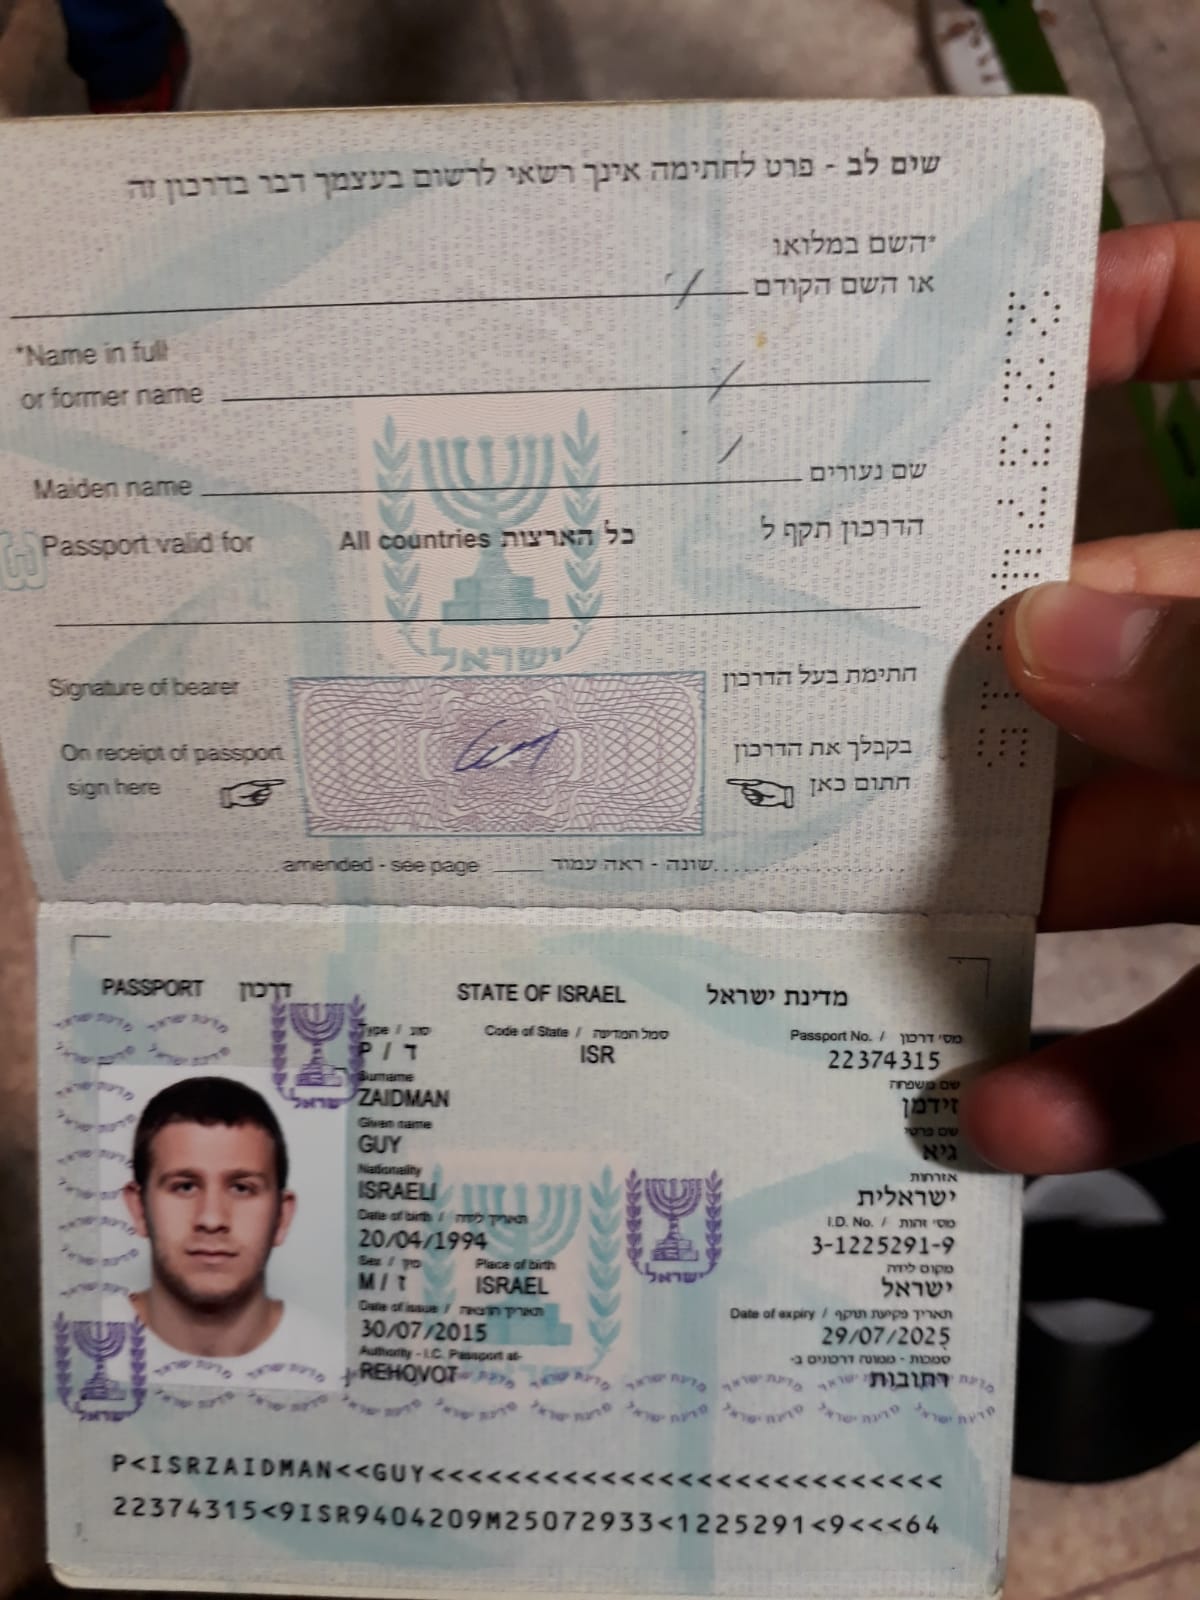 שים לב - פרט לחתימה אינך רשאי לרשום בעצמך דבר בדרכון זה
*השם במלואו
או השם הקודם
*Name in full
or former name
Maiden name שם נעורים
Passport valid for All countries כל הארצות הדרכון תקף ל
ישראל
Signature of bearer חתימת בעל הדרכון
On receipt of passport בקבלך את הדרכון
sign here חתום כאן
amended - see page שונה - ראה עמוד
PASSPORT דרכון STATE OF ISRAEL מדינת ישראל
Type / סוג Code of State / סמל המדינה Passport No. / מס׳ דרכון
P / ד ISR 22374315
Surname שם משפחה
ZAIDMAN זידמן
Given name שם פרטי
GUY גיא
Nationality אזרחות
ISRAELI ישראלית
Date of birth / תאריך לידה I.D. No. / מס׳ זהות
20/04/1994 3-1225291-9
Sex / מין Place of birth מקום לידה
M / ז ISRAEL ישראל
Date of issue / תאריך הוצאה Date of expiry / תאריך פקיעת תוקף
30/07/2015 29/07/2025
Authority - I.C. Passport at- סמכות - ממונה דרכונים ב-
REHOVOT רחובות
P<ISRZAIDMAN<<GUY<<<<<<<<<<<<<<<<<<<<<<<<<<<
22374315<9ISR9404209M25072933<1225291<9<<<64